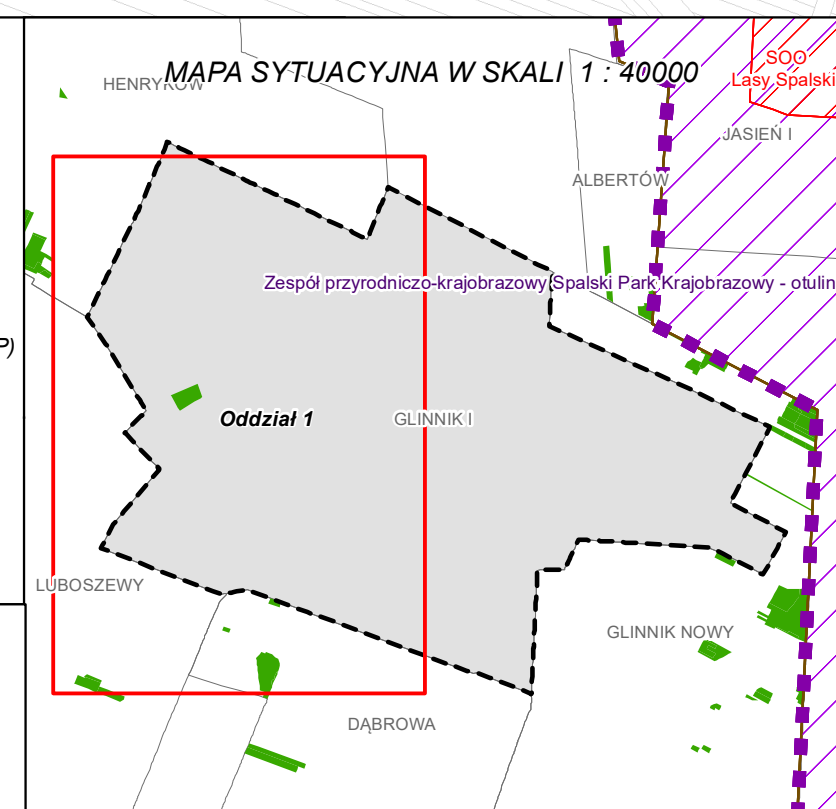 MAPA SYTUACYJNA W SKALI 1 : 40000
HENRYKÓW
SOO
Lasy Spalski
JASIEŃ I
ALBERTÓW
Zespół przyrodniczo-krajobrazowy Spalski Park Krajobrazowy - otulin
P)
Oddział 1
GLINNIK I
LUBOSZEWY
GLINNIK NOWY
DĄBROWA